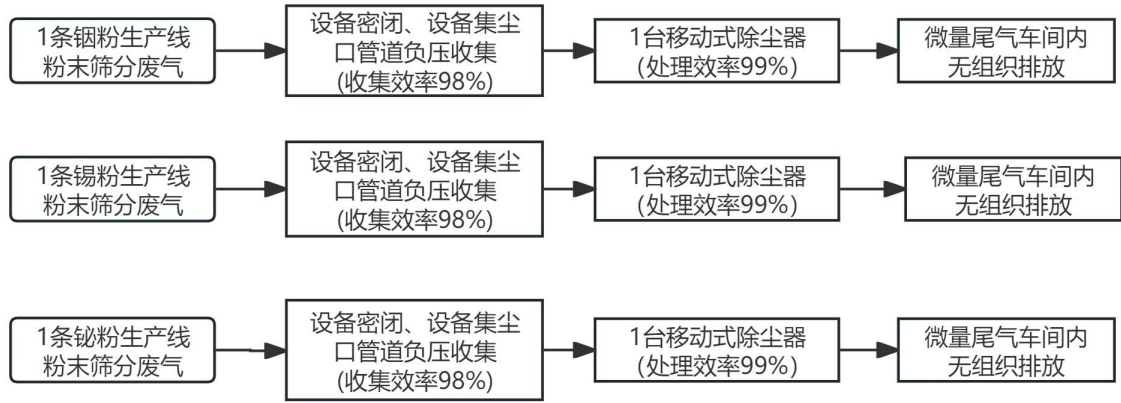 1条铟粉生产线
粉末筛分废气
设备密闭、设备集尘
口管道负压收集
(收集效率98%)
1台移动式除尘器
（处理效率99%）
微量尾气车间内
无组织排放
1条锡粉生产线
粉末筛分废气
设备密闭、设备集尘
口管道负压收集
(收集效率98%)
1台移动式除尘器
（处理效率99%）
微量尾气车间内
无组织排放
1条铋粉生产线
粉末筛分废气
设备密闭、设备集尘
口管道负压收集
(收集效率98%)
1台移动式除尘器
(处理效率99%)
微量尾气车间内
无组织排放